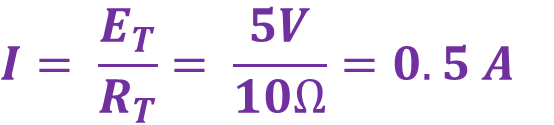 I = E_T / R_T = 5V / 10Ω = 0.5 A